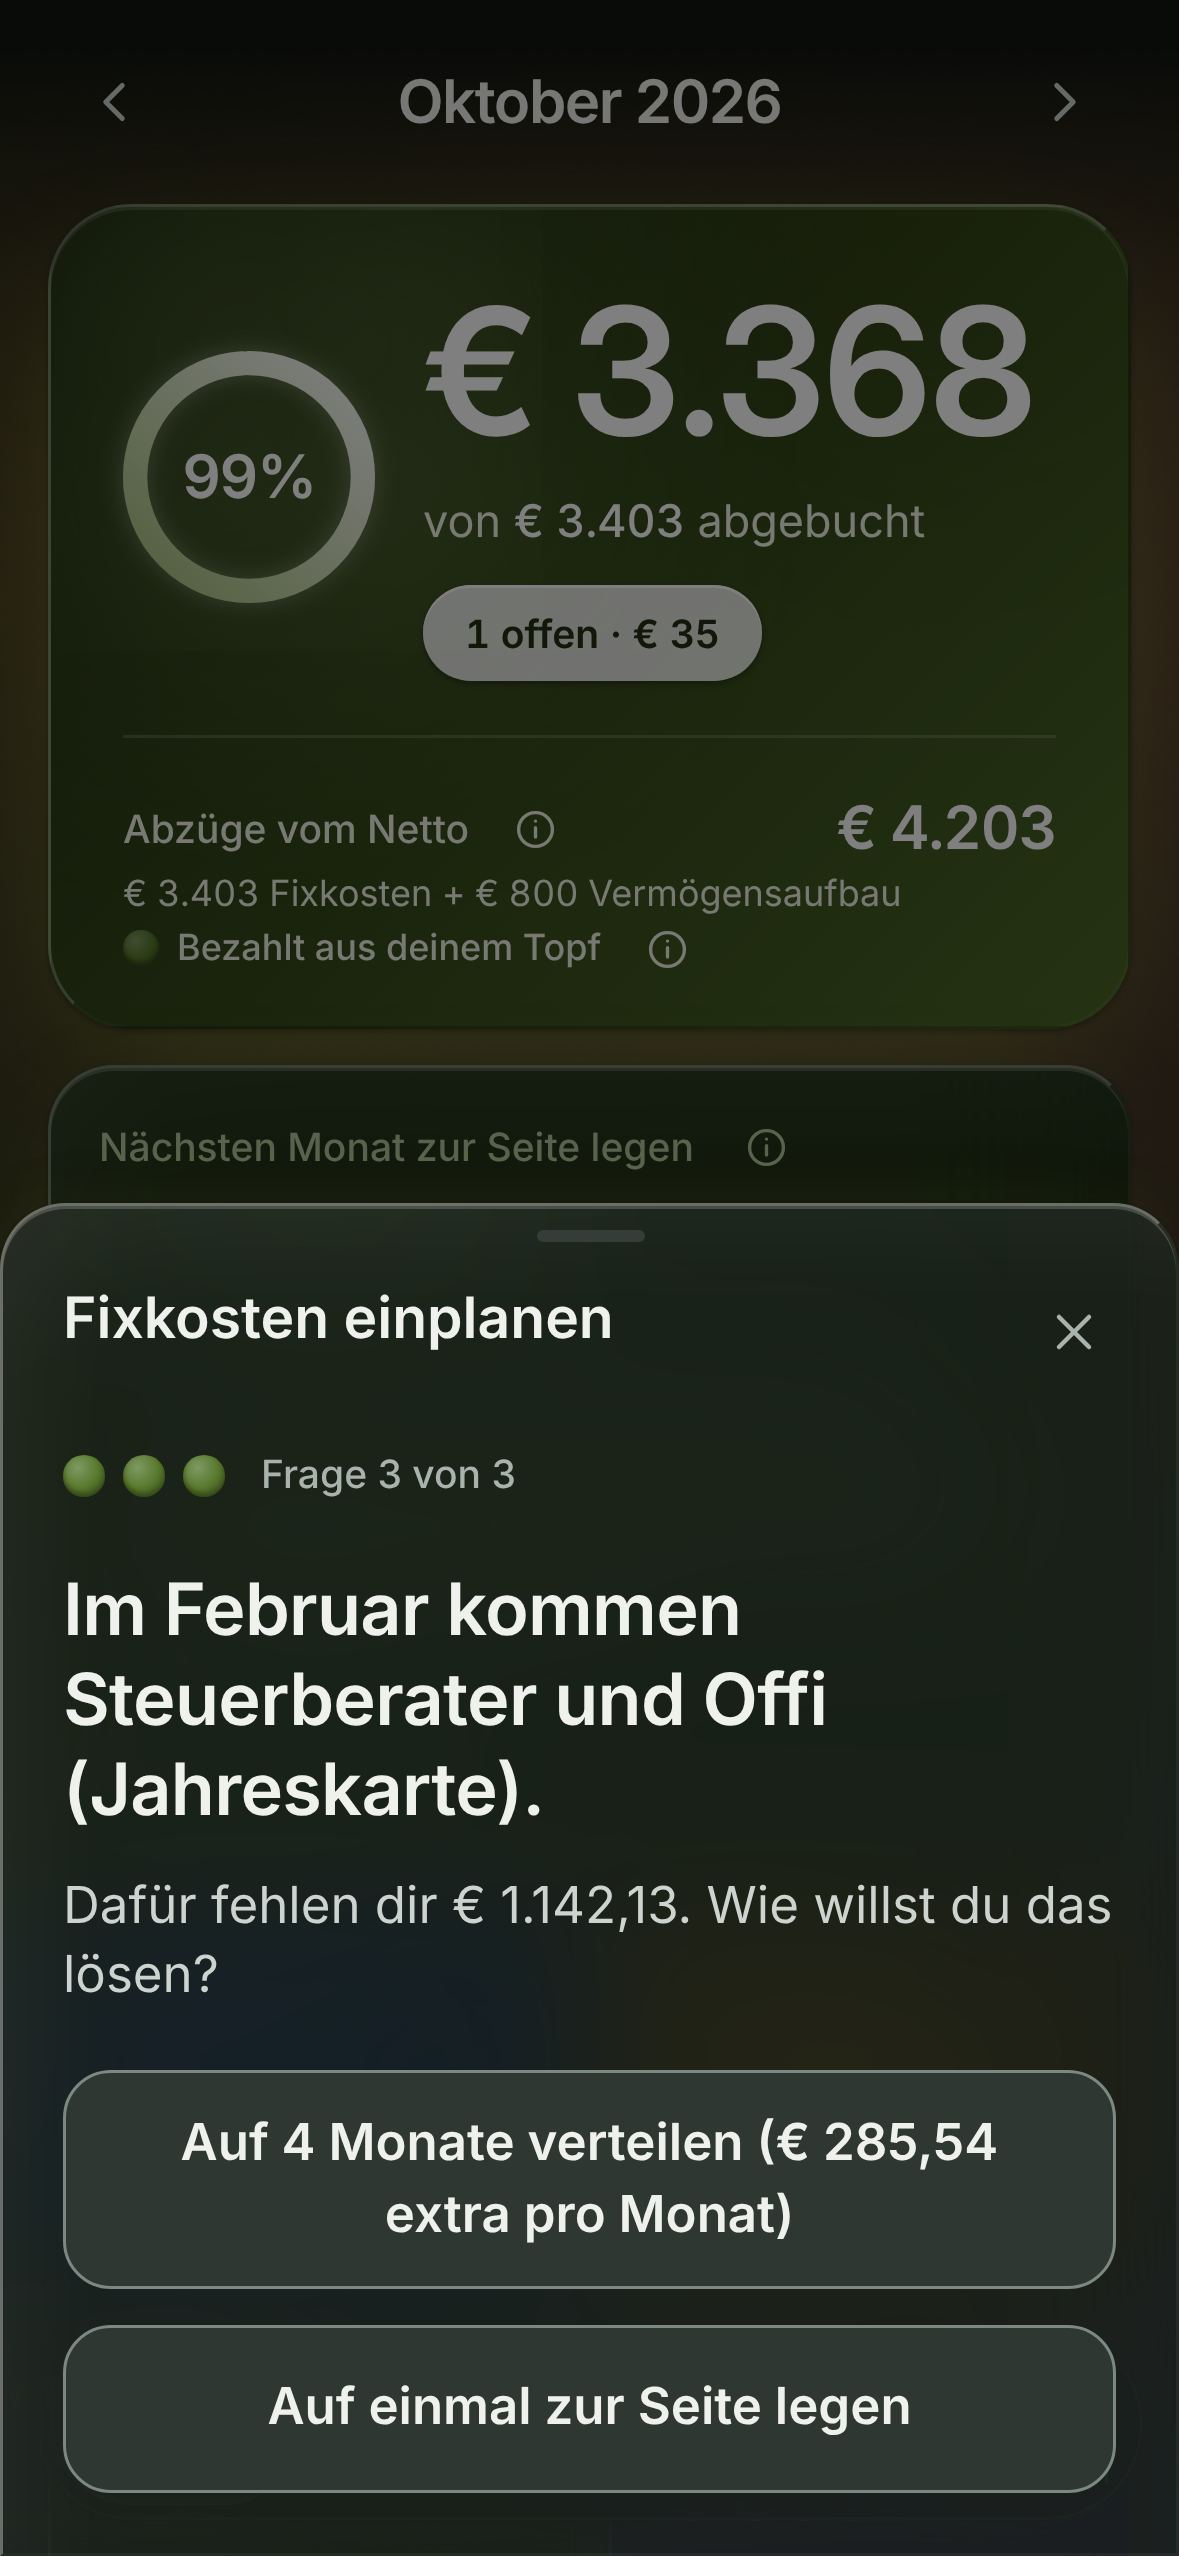 Oktober 2026
99%
€ 3.368
von € 3.403 abgebucht
1 offen · € 35
Abzüge vom Netto
€ 4.203
€ 3.403 Fixkosten + € 800 Vermögensaufbau
Bezahlt aus deinem Topf
Nächsten Monat zur Seite legen
Fixkosten einplanen
Frage 3 von 3
Im Februar kommen
Steuerberater und Offi
(Jahreskarte).
Dafür fehlen dir € 1.142,13. Wie willst du das
lösen?
Auf 4 Monate verteilen (€ 285,54
extra pro Monat)
Auf einmal zur Seite legen